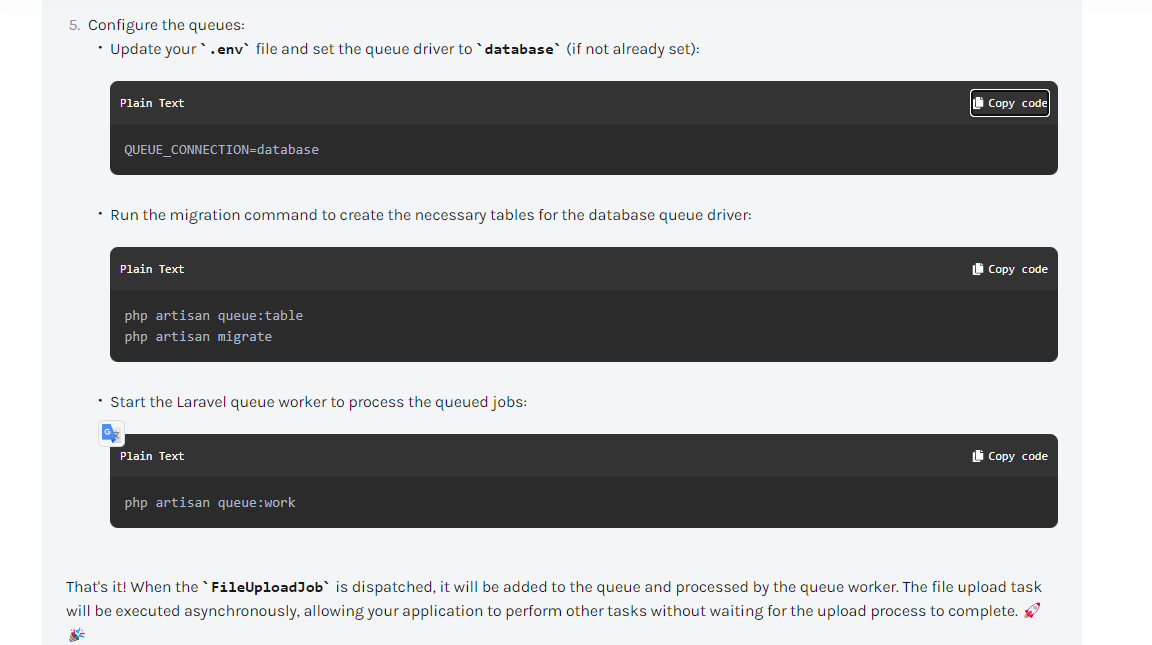 5. Configure the queues:
• Update your `.env` file and set the queue driver to `database` (if not already set):
Plain Text Copy code
QUEUE_CONNECTION=database
• Run the migration command to create the necessary tables for the database queue driver:
Plain Text Copy code
php artisan queue:table
php artisan migrate
• Start the Laravel queue worker to process the queued jobs:
Plain Text Copy code
php artisan queue:work
That's it! When the `FileUploadJob` is dispatched, it will be added to the queue and processed by the queue worker. The file upload task
will be executed asynchronously, allowing your application to perform other tasks without waiting for the upload process to complete. 🚀
🎉